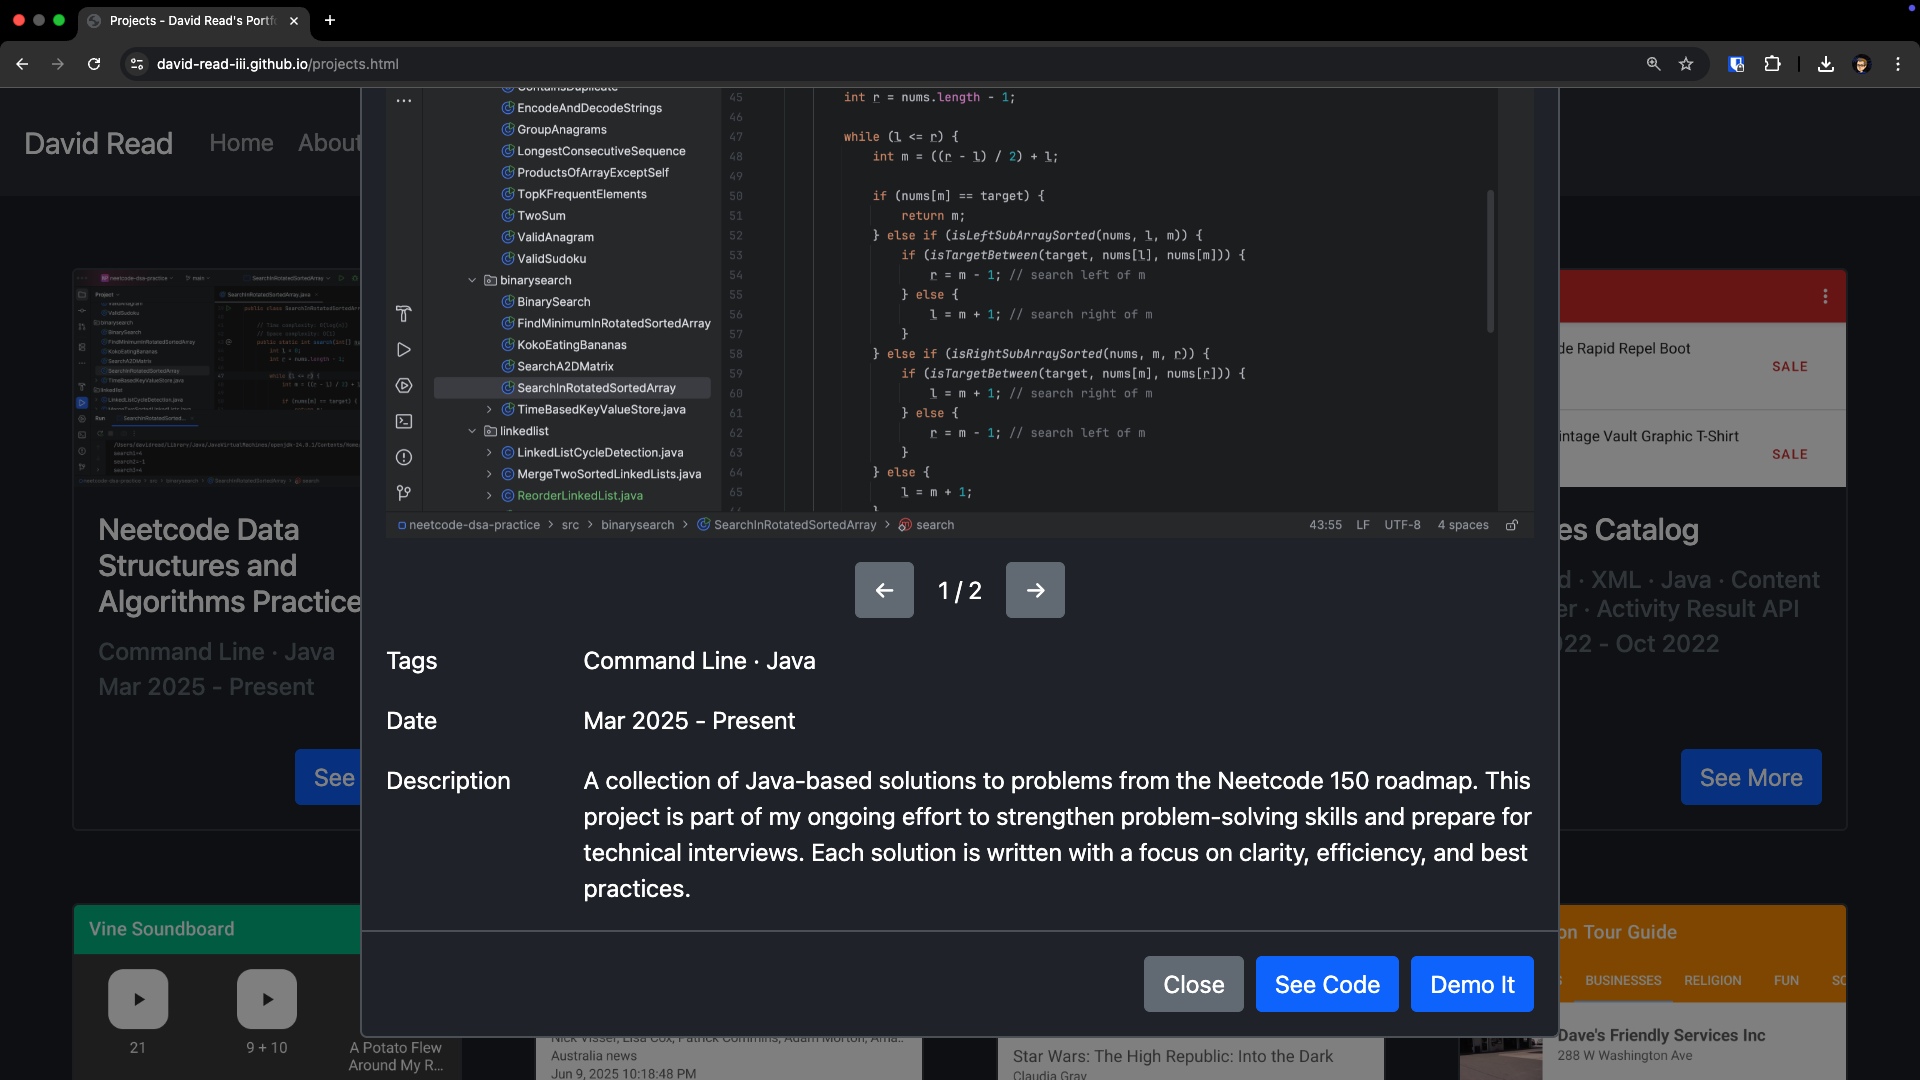 Projects - David Read's Portf
david-read-iii.github.io/projects.html
David Read
Home
About
EncodeAndDecodeStrings
GroupAnagrams
LongestConsecutiveSequence
ProductsOfArrayExceptSelf
TopKFrequentElements
TwoSum
ValidAnagram
ValidSudoku
binarysearch
BinarySearch
FindMinimumInRotatedSortedArray
KokoEatingBananas
SearchA2DMatrix
SearchInRotatedSortedArray
TimeBasedKeyValueStore.java
linkedlist
LinkedListCycleDetection.java
MergeTwoSortedLinkedLists.java
ReorderLinkedList.java
45 int r = nums.length - 1;
46
47 while (l <= r) {
48 int m = ((r - l) / 2) + l;
49
50 if (nums[m] == target) {
51 return m;
52 } else if (isLeftSubArraySorted(nums, l, m)) {
53 if (isTargetBetween(target, nums[l], nums[m])) {
54 r = m - 1; // search left of m
55 } else {
56 l = m + 1; // search right of m
57 }
58 } else if (isRightSubArraySorted(nums, m, r)) {
59 if (isTargetBetween(target, nums[m], nums[r])) {
60 l = m + 1; // search right of m
61 } else {
62 r = m - 1; // search left of m
63 }
64 } else {
65 l = m + 1;
neetcode-dsa-practice > src > binarysearch > SearchInRotatedSortedArray > search
43:55 LF UTF-8 4 spaces
1 / 2
Tags
Command Line · Java
Date
Mar 2025 - Present
Description
A collection of Java-based solutions to problems from the Neetcode 150 roadmap. This
project is part of my ongoing effort to strengthen problem-solving skills and prepare for
technical interviews. Each solution is written with a focus on clarity, efficiency, and best
practices.
Close
See Code
Demo It
Neetcode Data
Structures and
Algorithms Practice
Command Line · Java
Mar 2025 - Present
See
de Rapid Repel Boot
SALE
intage Vault Graphic T-Shirt
SALE
es Catalog
d · XML · Java · Content
er · Activity Result API
022 - Oct 2022
See More
Vine Soundboard
21
9 + 10
A Potato Flew
Around My R...
Australia news
Jun 9, 2025 10:18:48 PM
Star Wars: The High Republic: Into the Dark
Claudia Gray
on Tour Guide
BUSINESSES
RELIGION
FUN
Dave's Friendly Services Inc
288 W Washington Ave